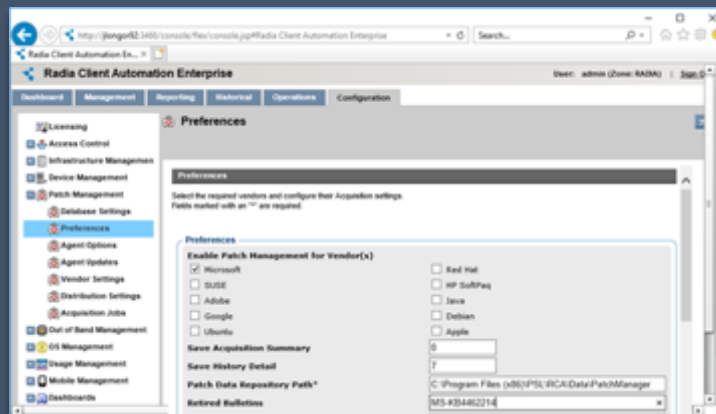 http://jlongor92:3466/console/flex/console.jsp#Radia Client Automation Enterprise
Search...
Radia Client Automation En... ×
Radia Client Automation Enterprise
User: admin (Zone: RADIA) | Sign O
Dashboard Management Reporting Historical Operations Configuration
Licensing
Access Control
Infrastructure Managemen
Device Management
Patch Management
Database Settings
Preferences
Agent Options
Agent Updates
Vendor Settings
Distribution Settings
Acquisition Jobs
Out of Band Management
OS Management
Usage Management
Mobile Management
Dashboards
Preferences
Preferences
Select the required vendors and configure their Acquisition settings.
Fields marked with an "*" are required.
Preferences
Enable Patch Management for Vendor(s)
Microsoft Red Hat
SUSE HP SoftPaq
Adobe Java
Google Debian
Ubuntu Apple
Save Acquisition Summary 0
Save History Detail 7
Patch Data Repository Path* C:\Program Files (x86)\PSL\RCA\Data\PatchManager
Retired Bulletins MS-KB4462214